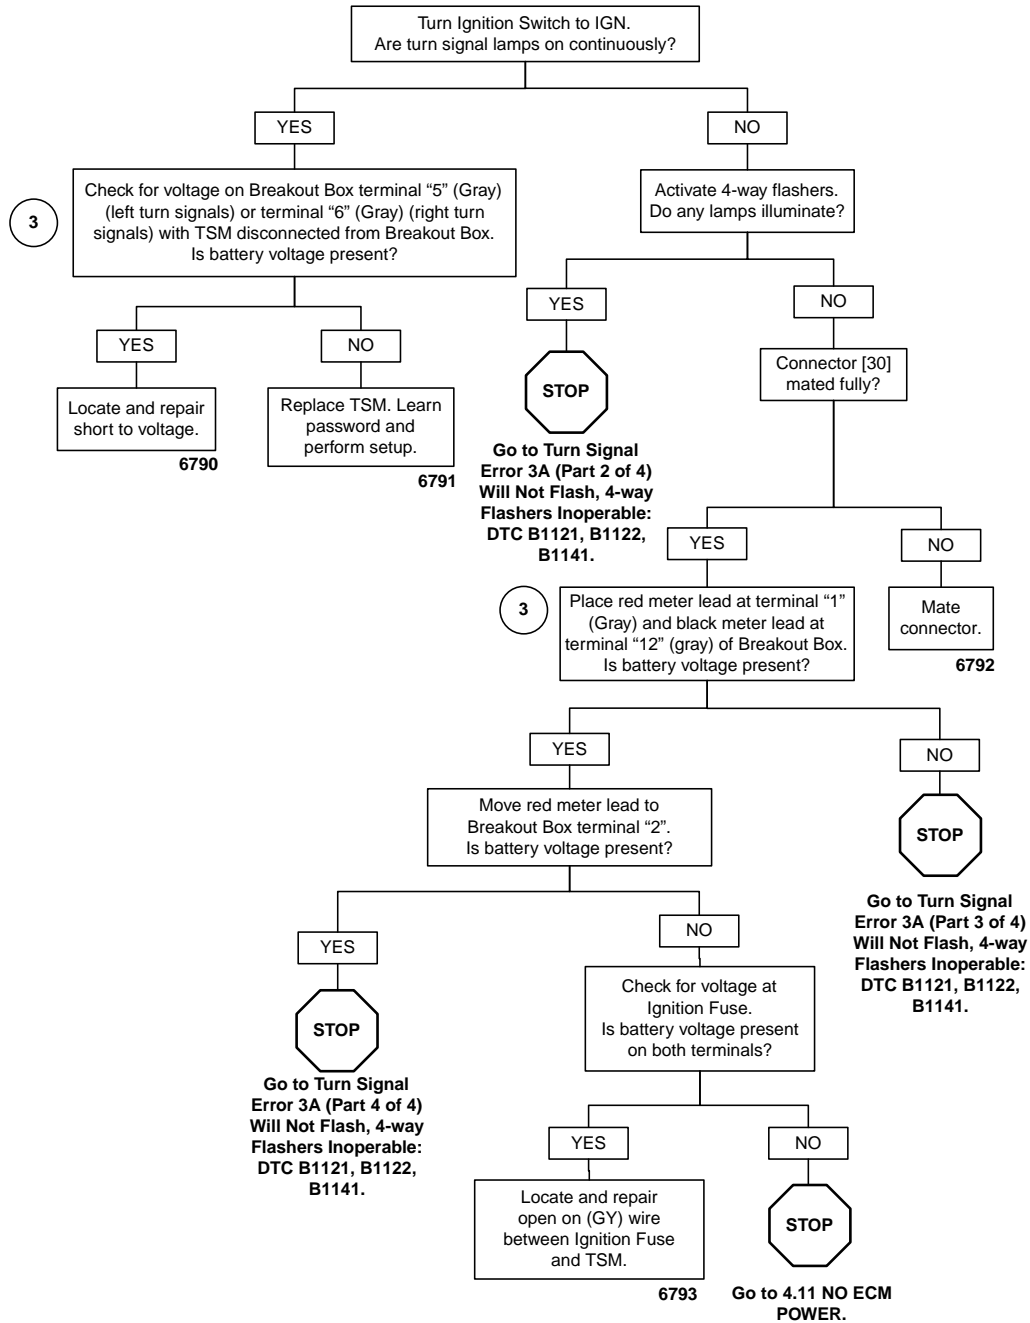 Turn Ignition Switch to IGN.
Are turn signal lamps on continuously?
YES
NO
Check for voltage on Breakout Box terminal “5” (Gray)
(left turn signals) or terminal “6” (Gray) (right turn
signals) with TSM disconnected from Breakout Box.
Is battery voltage present?
3
Activate 4-way flashers.
Do any lamps illuminate?
YES
NO
YES
NO
Locate and repair
short to voltage.
6790
Replace TSM. Learn
password and
perform setup.
6791
STOP
Go to Turn Signal
Error 3A (Part 2 of 4)
Will Not Flash, 4-way
Flashers Inoperable:
DTC B1121, B1122,
B1141.
Connector [30]
mated fully?
YES
NO
3
Place red meter lead at terminal “1”
(Gray) and black meter lead at
terminal “12” (gray) of Breakout Box.
Is battery voltage present?
Mate
connector.
6792
YES
NO
Move red meter lead to
Breakout Box terminal “2”.
Is battery voltage present?
STOP
Go to Turn Signal
Error 3A (Part 3 of 4)
Will Not Flash, 4-way
Flashers Inoperable:
DTC B1121, B1122,
B1141.
YES
NO
STOP
Go to Turn Signal
Error 3A (Part 4 of 4)
Will Not Flash, 4-way
Flashers Inoperable:
DTC B1121, B1122,
B1141.
Check for voltage at
Ignition Fuse.
Is battery voltage present
on both terminals?
YES
NO
Locate and repair
open on (GY) wire
between Ignition Fuse
and TSM.
6793
STOP
Go to 4.11 NO ECM
POWER.